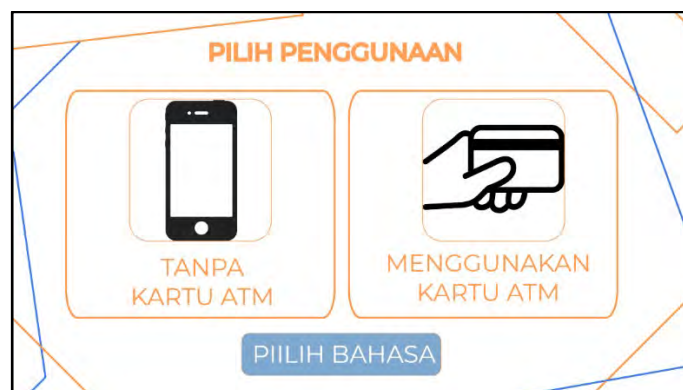 PILIH PENGGUNAAN
TANPA
KARTU ATM
MENGGUNAKAN
KARTU ATM
PIILIH BAHASA